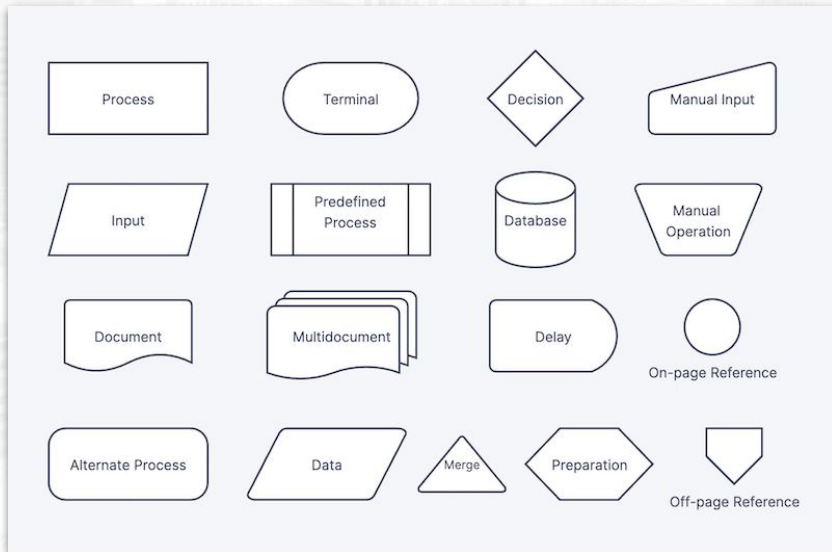 Process
Terminal
Decision
Manual Input
Input
Predefined
Process
Database
Manual
Operation
Document
Multidocument
Delay
On-page Reference
Alternate Process
Data
Merge
Preparation
Off-page Reference